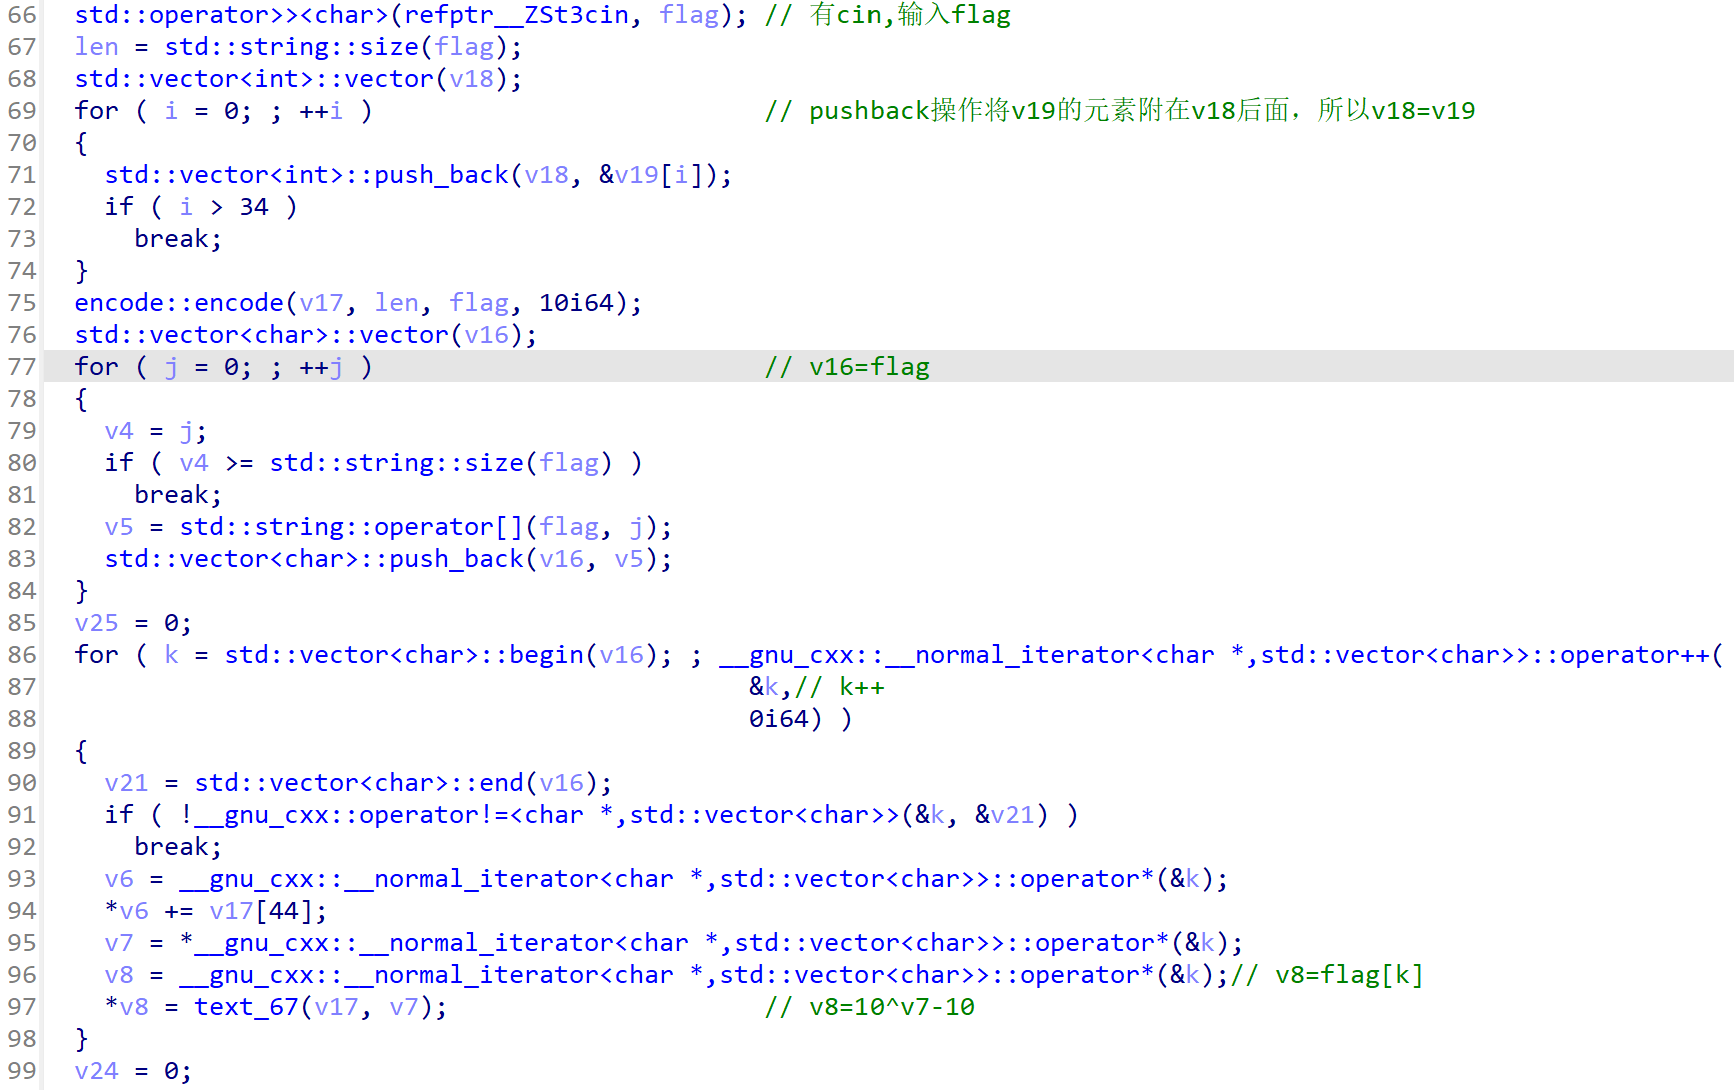 66 std::operator>><char>(refptr__ZSt3cin, flag); // 有cin,输入flag
67 len = std::string::size(flag);
68 std::vector<int>::vector(v18);
69 for ( i = 0; ; ++i ) // pushback操作将v19的元素附在v18后面，所以v18=v19
70 {
71 std::vector<int>::push_back(v18, &v19[i]);
72 if ( i > 34 )
73 break;
74 }
75 encode::encode(v17, len, flag, 10i64);
76 std::vector<char>::vector(v16);
77 for ( j = 0; ; ++j ) // v16=flag
78 {
79 v4 = j;
80 if ( v4 >= std::string::size(flag) )
81 break;
82 v5 = std::string::operator[](flag, j);
83 std::vector<char>::push_back(v16, v5);
84 }
85 v25 = 0;
86 for ( k = std::vector<char>::begin(v16); ; __gnu_cxx::__normal_iterator<char *,std::vector<char>>::operator++(
87 &k,// k++
88 0i64) )
89 {
90 v21 = std::vector<char>::end(v16);
91 if ( !__gnu_cxx::operator!=<char *,std::vector<char>>(&k, &v21) )
92 break;
93 v6 = __gnu_cxx::__normal_iterator<char *,std::vector<char>>::operator*(&k);
94 *v6 += v17[44];
95 v7 = *__gnu_cxx::__normal_iterator<char *,std::vector<char>>::operator*(&k);
96 v8 = __gnu_cxx::__normal_iterator<char *,std::vector<char>>::operator*(&k);// v8=flag[k]
97 *v8 = text_67(v17, v7); // v8=10^v7-10
98 }
99 v24 = 0;